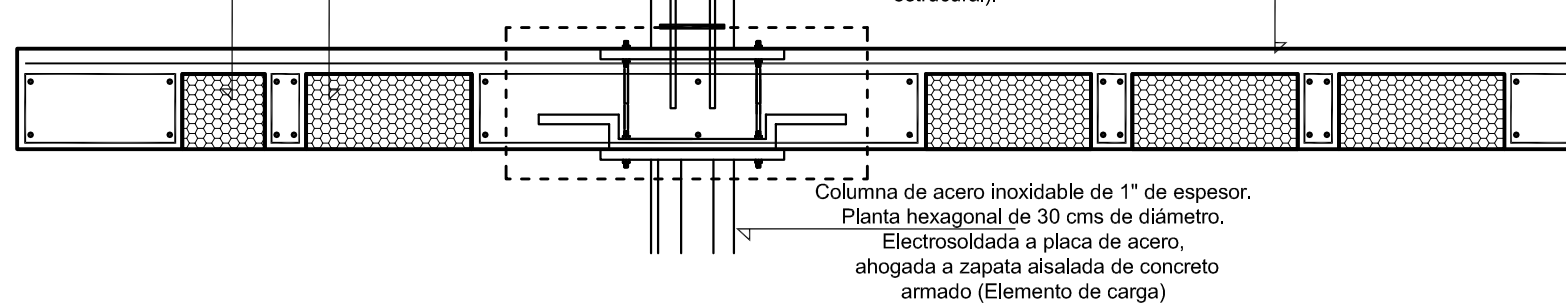 estrucural).
Columna de acero inoxidable de 1" de espesor.
Planta hexagonal de 30 cms de diámetro.
Electrosoldada a placa de acero,
ahogada a zapata aisalada de concreto
armado (Elemento de carga)